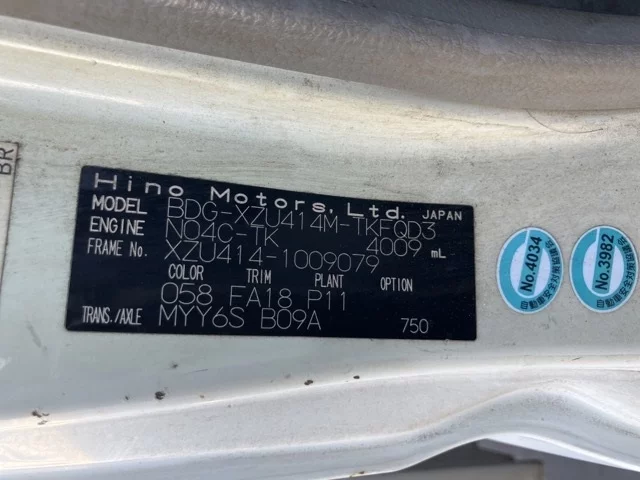 BR
Hino Motors, Ltd. JAPAN
MODEL BDG-XZU414M-TKFQD3
ENGINE N04C-TK 4009 mL
FRAME No. XZU414-1009079
COLOR TRIM PLANT OPTION
058 FA18 P11
TRANS./AXLE MYY6S B09A 750
No.4034
No.3982